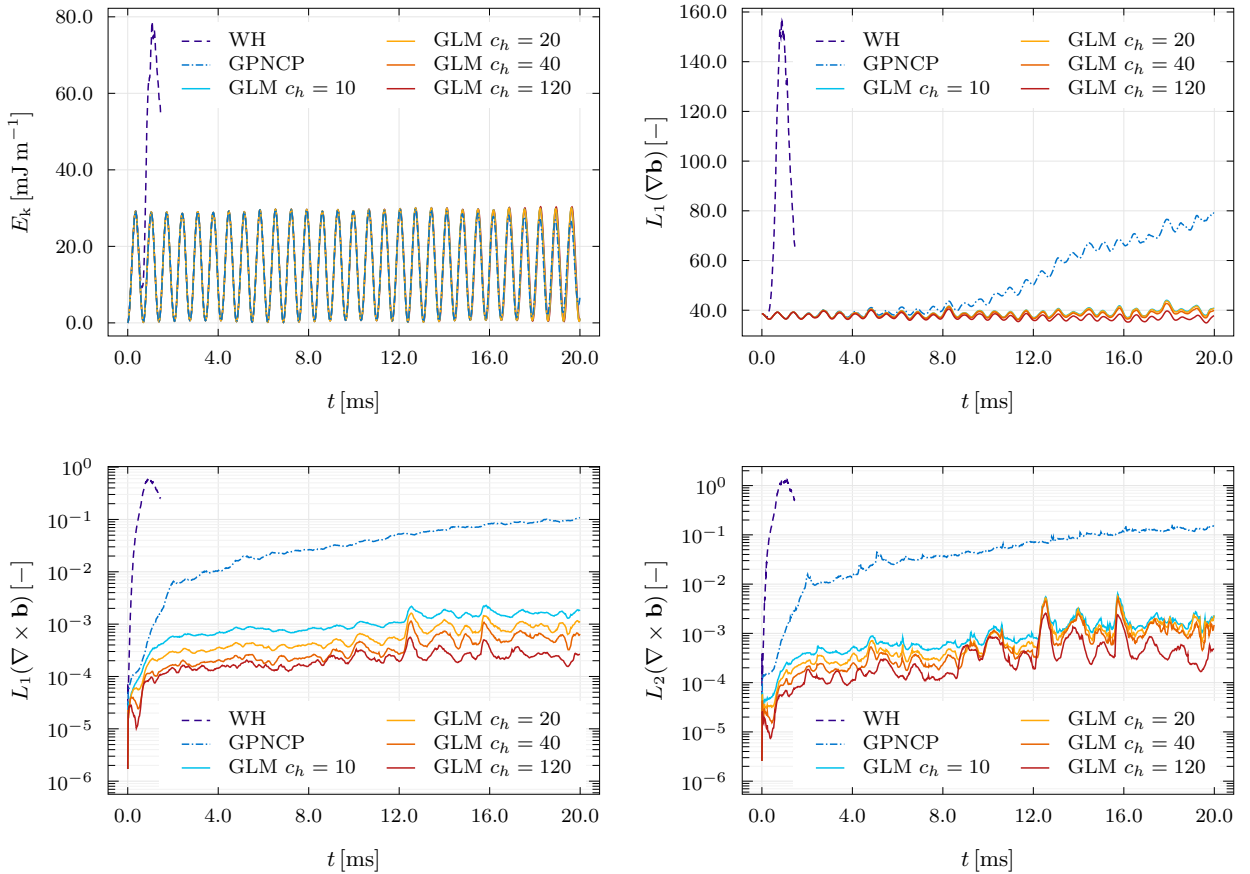 80.0
60.0
40.0
20.0
0.0
E_k [mJ m^{−1}]
WH
GPNCP
GLM c_h = 10
GLM c_h = 20
GLM c_h = 40
GLM c_h = 120
0.0 4.0 8.0 12.0 16.0 20.0
t [ms]
160.0
140.0
120.0
100.0
80.0
60.0
40.0
L_1(∇b) [−]
WH
GPNCP
GLM c_h = 10
GLM c_h = 20
GLM c_h = 40
GLM c_h = 120
0.0 4.0 8.0 12.0 16.0 20.0
t [ms]
10^0
10^{−1}
10^{−2}
10^{−3}
10^{−4}
10^{−5}
10^{−6}
L_1(∇ × b) [−]
WH
GPNCP
GLM c_h = 10
GLM c_h = 20
GLM c_h = 40
GLM c_h = 120
0.0 4.0 8.0 12.0 16.0 20.0
t [ms]
10^0
10^{−1}
10^{−2}
10^{−3}
10^{−4}
10^{−5}
10^{−6}
L_2(∇ × b) [−]
WH
GPNCP
GLM c_h = 10
GLM c_h = 20
GLM c_h = 40
GLM c_h = 120
0.0 4.0 8.0 12.0 16.0 20.0
t [ms]